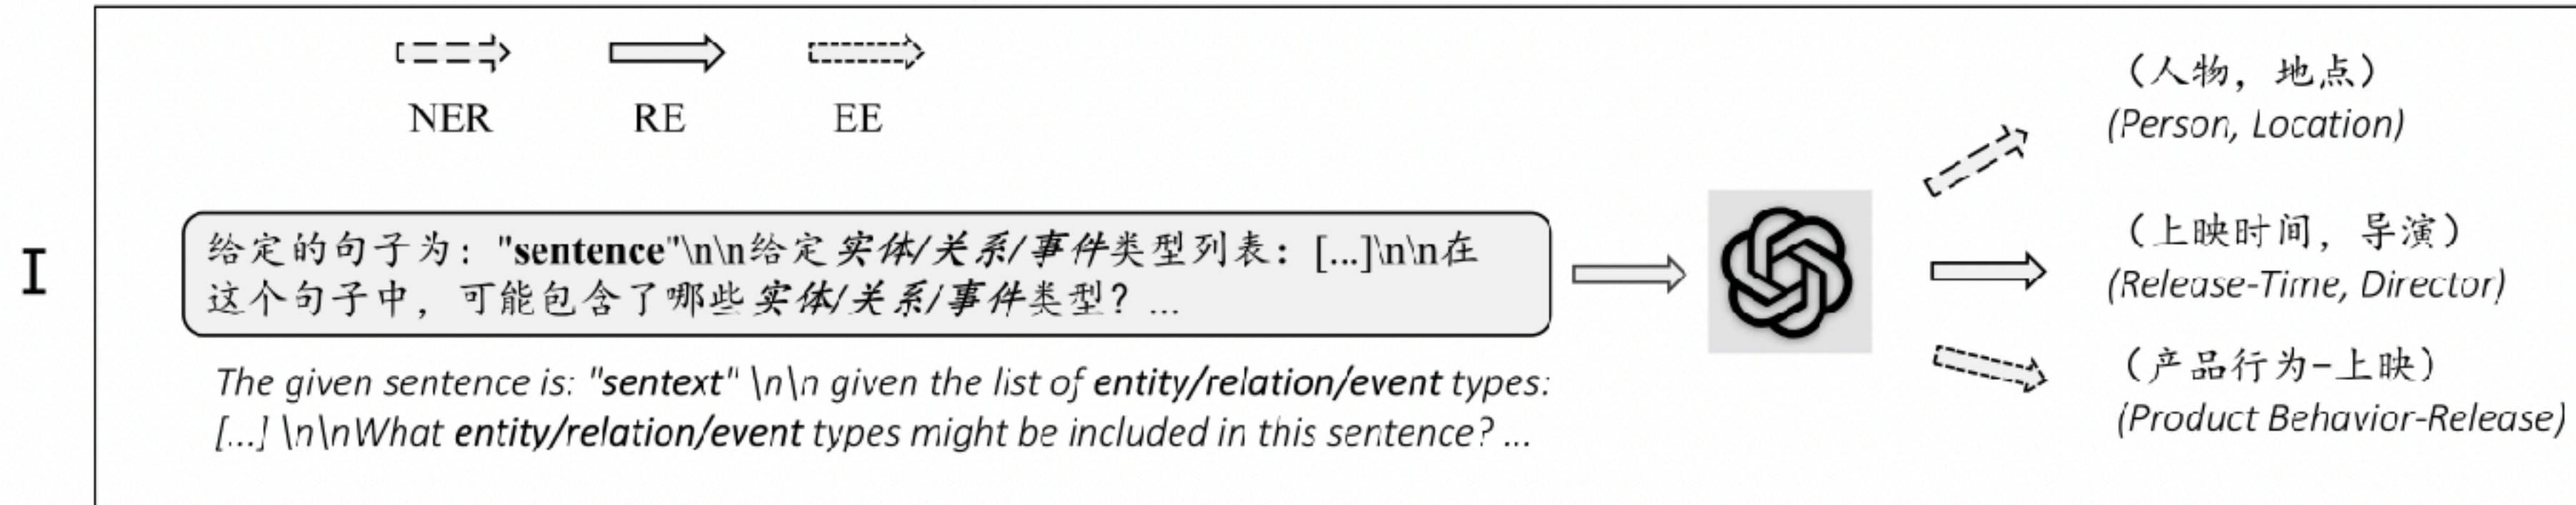 NER RE EE
I
给定的句子为："sentence"\n\n给定实体/关系/事件类型列表：[...]\n\n在
这个句子中，可能包含了哪些实体/关系/事件类型？...
The given sentence is: "sentext" \n\n given the list of entity/relation/event types:
[...] \n\nWhat entity/relation/event types might be included in this sentence? ...
（人物，地点）
(Person, Location)
（上映时间，导演）
(Release-Time, Director)
（产品行为-上映）
(Product Behavior-Release)